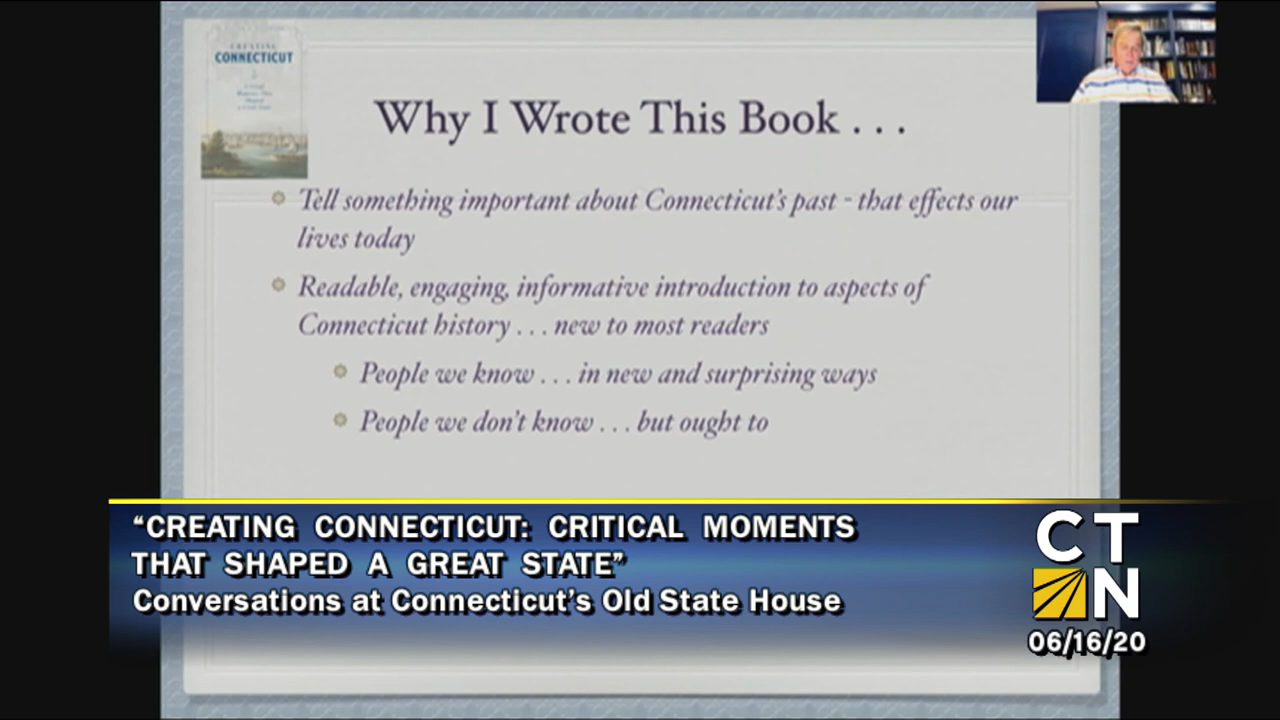 CREATING
CONNECTICUT
Why I Wrote This Book . . .
Tell something important about Connecticut's past - that effects our
lives today
Readable, engaging, informative introduction to aspects of
Connecticut history . . . new to most readers
People we know . . . in new and surprising ways
People we don't know . . . but ought to
“CREATING CONNECTICUT: CRITICAL MOMENTS
THAT SHAPED A GREAT STATE”
Conversations at Connecticut's Old State House
CT
N
06/16/20